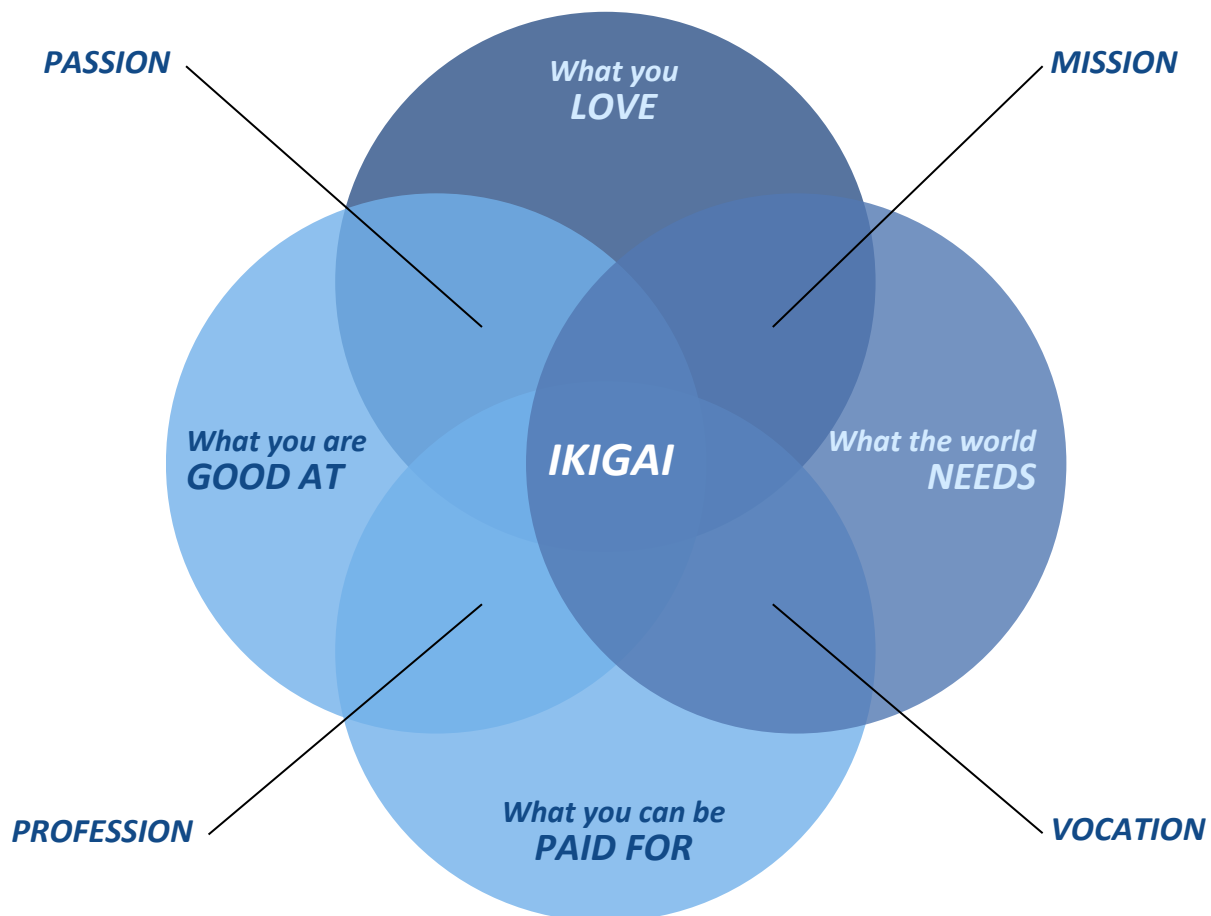 PASSION
What you
LOVE
MISSION
What you are
GOOD AT
IKIGAI
What the world
NEEDS
PROFESSION
What you can be
PAID FOR
VOCATION